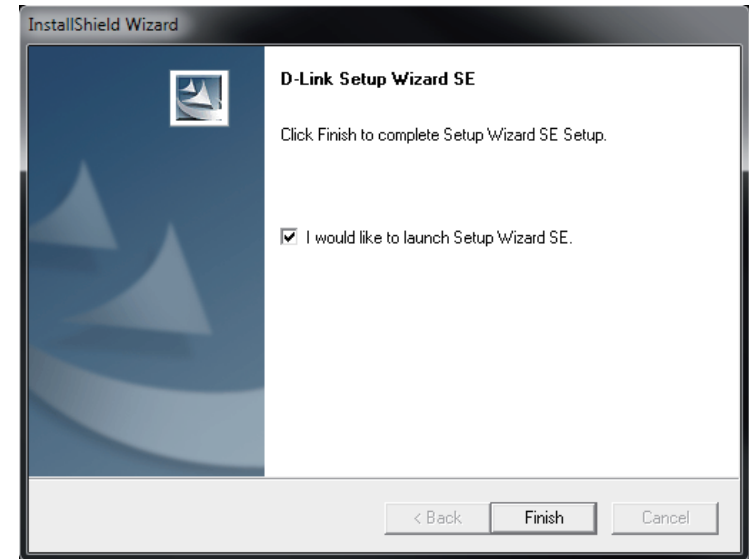 InstallShield Wizard
D-Link Setup Wizard SE
Click Finish to complete Setup Wizard SE Setup.
I would like to launch Setup Wizard SE.
< Back Finish Cancel